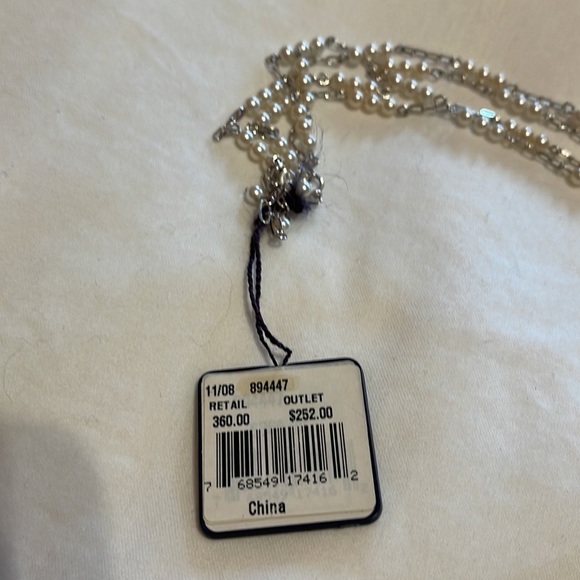 11/08 894447
RETAIL OUTLET
360.00 $252.00
7 68549 17416 2
China